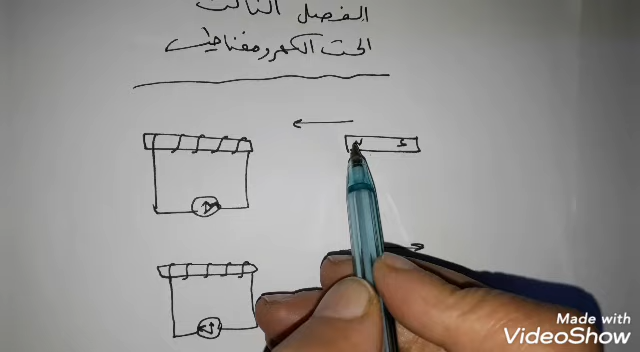 الفصل الثالث
الحث الكهرومغناطيسي
S
Made with
VideoShow